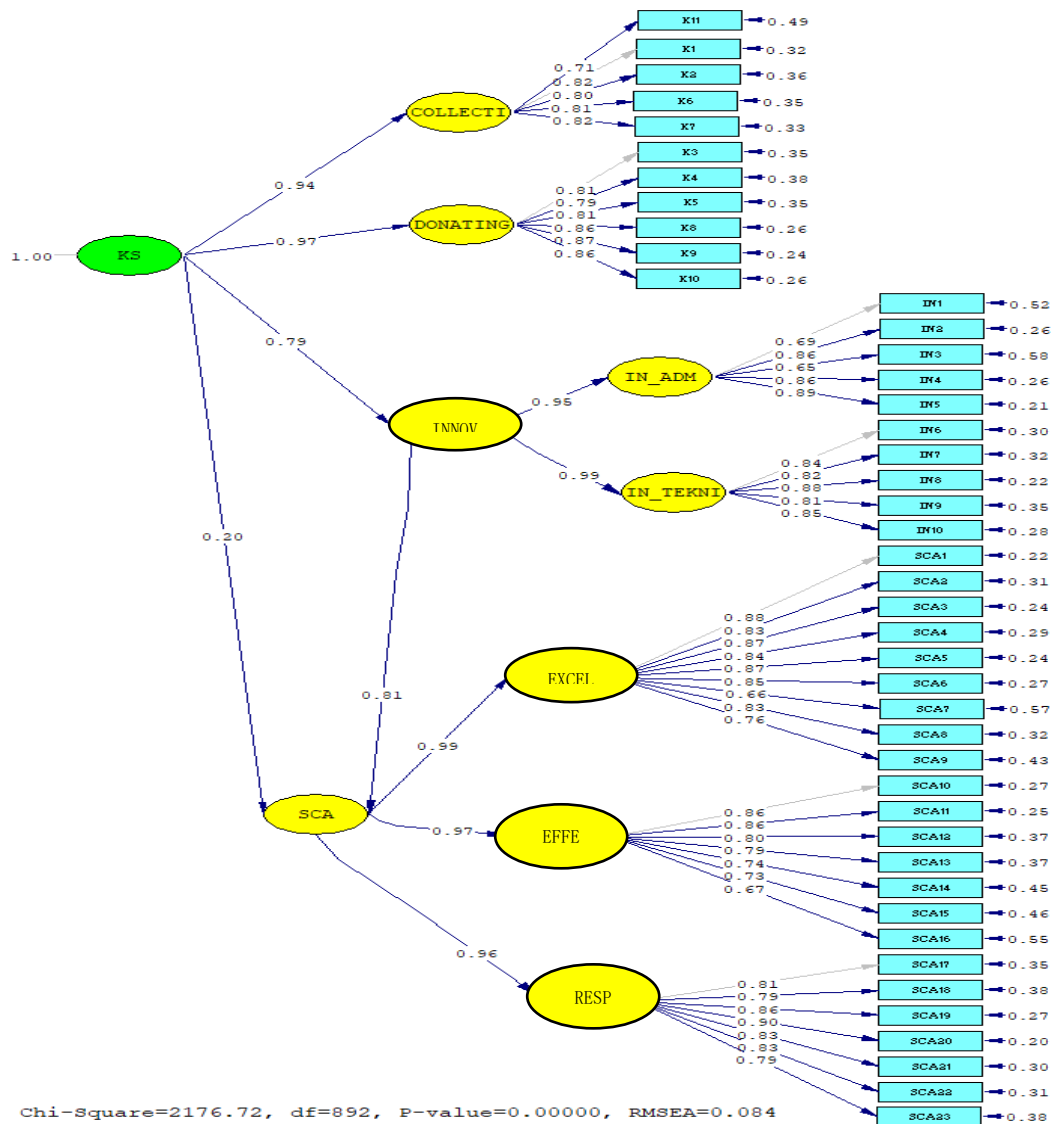 K11 0.49
K1 0.32
0.71
0.82
K2 0.36
0.80
COLLECTI
0.81
K6 0.35
0.82
K7 0.33
K3 0.35
0.94
K4 0.38
0.81
0.79
K5 0.35
0.81
DONATING
0.86
K8 0.26
0.97
0.87
K9 0.24
0.86
1.00
KS
K10 0.26
IN1 0.52
IN2 0.26
0.79
0.69
0.86
IN3 0.58
0.65
IN_ADM
0.86
IN4 0.26
0.89
0.95
IN5 0.21
INNOV
IN6 0.30
IN7 0.32
0.84
0.82
0.99
IN8 0.22
0.88
IN_TEKNI
0.81
IN9 0.35
0.85
IN10 0.28
0.20
SCA1 0.22
SCA2 0.31
SCA3 0.24
0.88
0.83
SCA4 0.29
0.87
0.84
SCA5 0.24
0.87
EXCEL
0.85
SCA6 0.27
0.66
0.81
SCA7 0.57
0.83
0.76
SCA8 0.32
0.99
SCA9 0.43
SCA10 0.27
SCA
0.86
SCA11 0.25
0.97
0.86
EFFE
0.80
SCA12 0.37
0.79
SCA13 0.37
0.74
0.73
SCA14 0.45
0.67
SCA15 0.46
SCA16 0.55
0.96
SCA17 0.35
0.81
SCA18 0.38
0.79
RESP
0.86
SCA19 0.27
0.90
0.83
SCA20 0.20
0.83
SCA21 0.30
0.79
SCA22 0.31
SCA23 0.38
Chi-Square=2176.72, df=892, P-value=0.00000, RMSEA=0.084